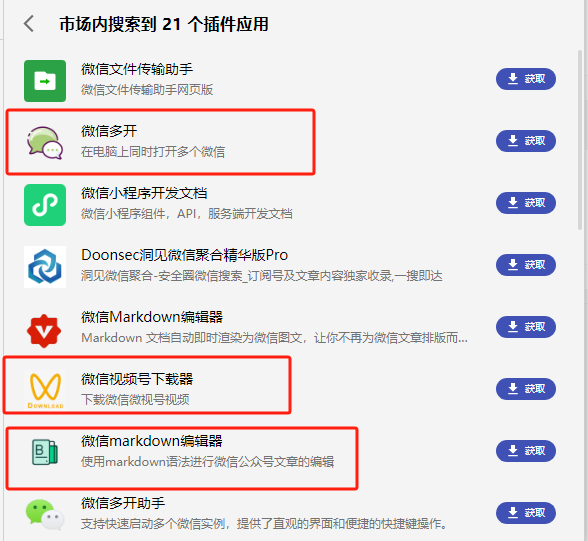 市场内搜索到 21 个插件应用
微信文件传输助手
微信文件传输助手网页版
获取
微信多开
在电脑上同时打开多个微信
获取
微信小程序开发文档
微信小程序组件，API，服务端开发文档
获取
Doonsec洞见微信聚合精华版Pro
洞见微信聚合-安全圈微信搜索_订阅号及文章内容独家收录,一搜即达
获取
微信Markdown编辑器
Markdown 文档自动即时渲染为微信图文，让你不再为微信文章排版而...
获取
微信视频号下载器
下载微信微视号视频
DOWNLOAD
获取
微信markdown编辑器
使用markdown语法进行微信公众号文章的编辑
B
获取
微信多开助手
支持快速启动多个微信实例，提供了直观的界面和便捷的快捷键操作。
获取